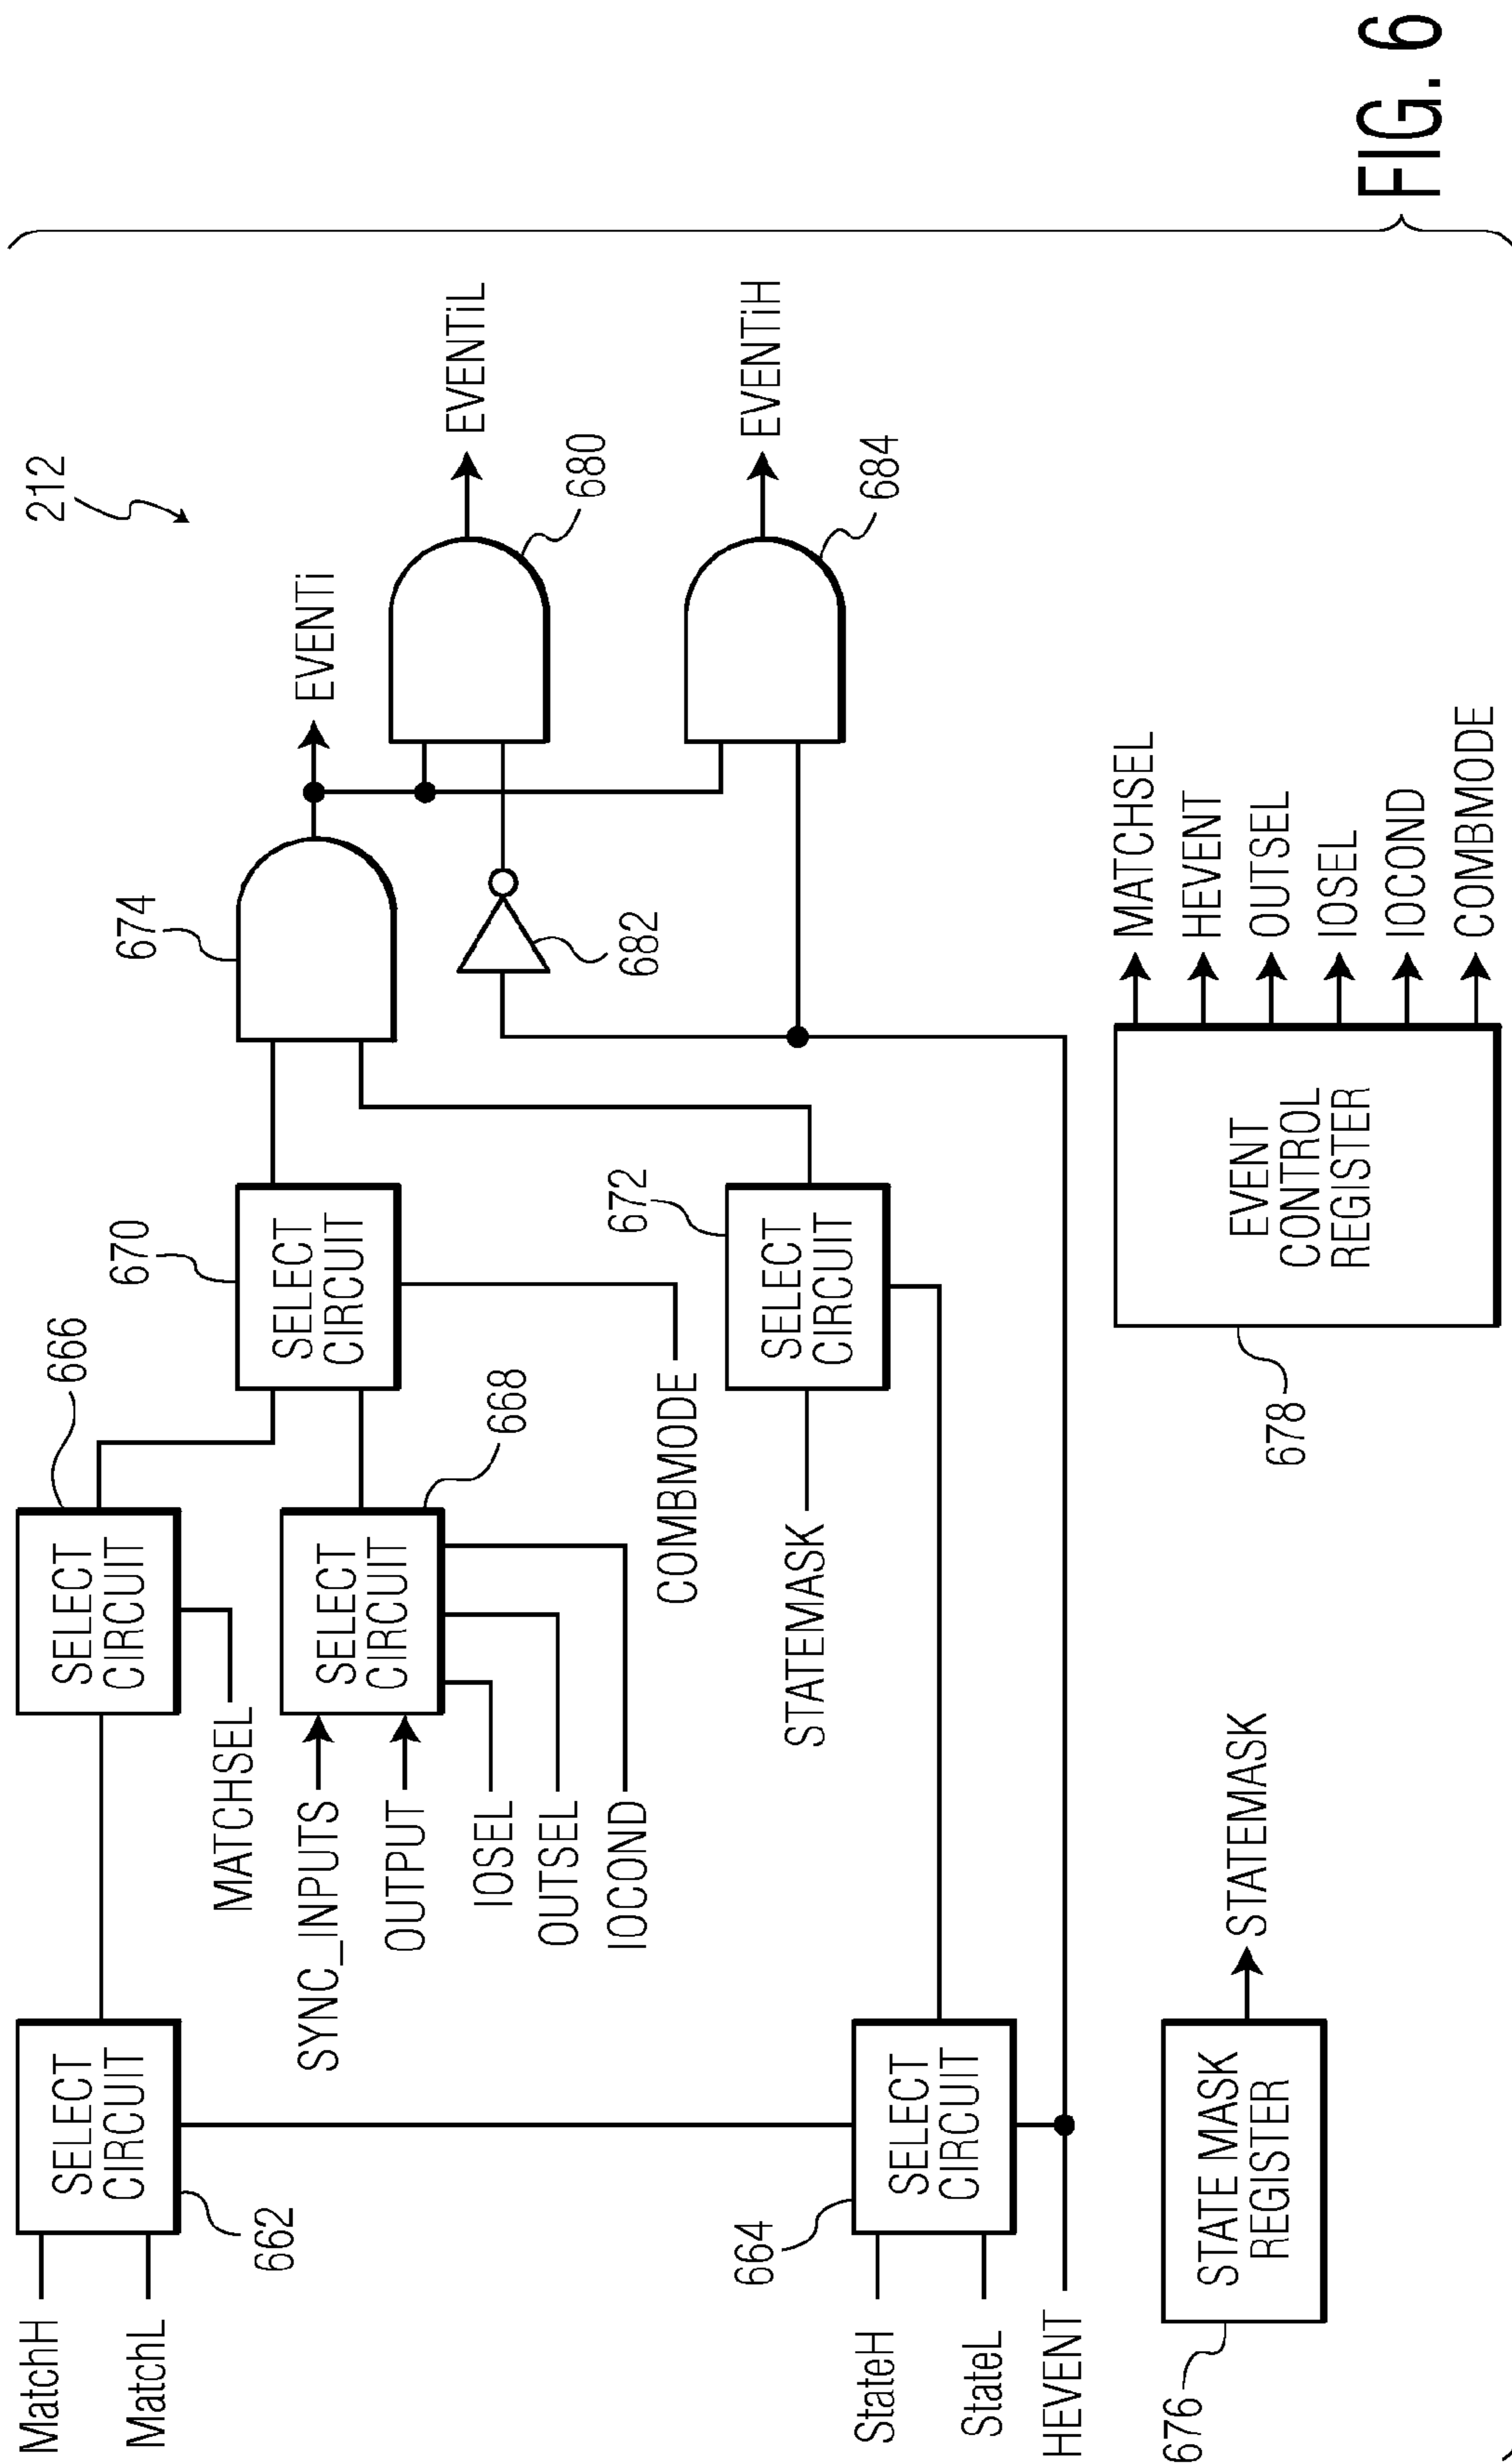 212
MatchH
MatchL
SELECT
CIRCUIT
662
SELECT
CIRCUIT
666
MATCHSEL
SYNC_INPUTS
OUTPUT
IOSEL
OUTSEL
IOCOND
SELECT
CIRCUIT
668
SELECT
CIRCUIT
670
COMBMODE
674
EVENTi
EVENTiL
680
682
EVENTiH
684
STATEMASK
SELECT
CIRCUIT
672
StateH
StateL
HEVENT
SELECT
CIRCUIT
664
STATE MASK
REGISTER
676
STATEMASK
EVENT
CONTROL
REGISTER
678
MATCHSEL
HEVENT
OUTSEL
IOSEL
IOCOND
COMBMODE
FIG. 6